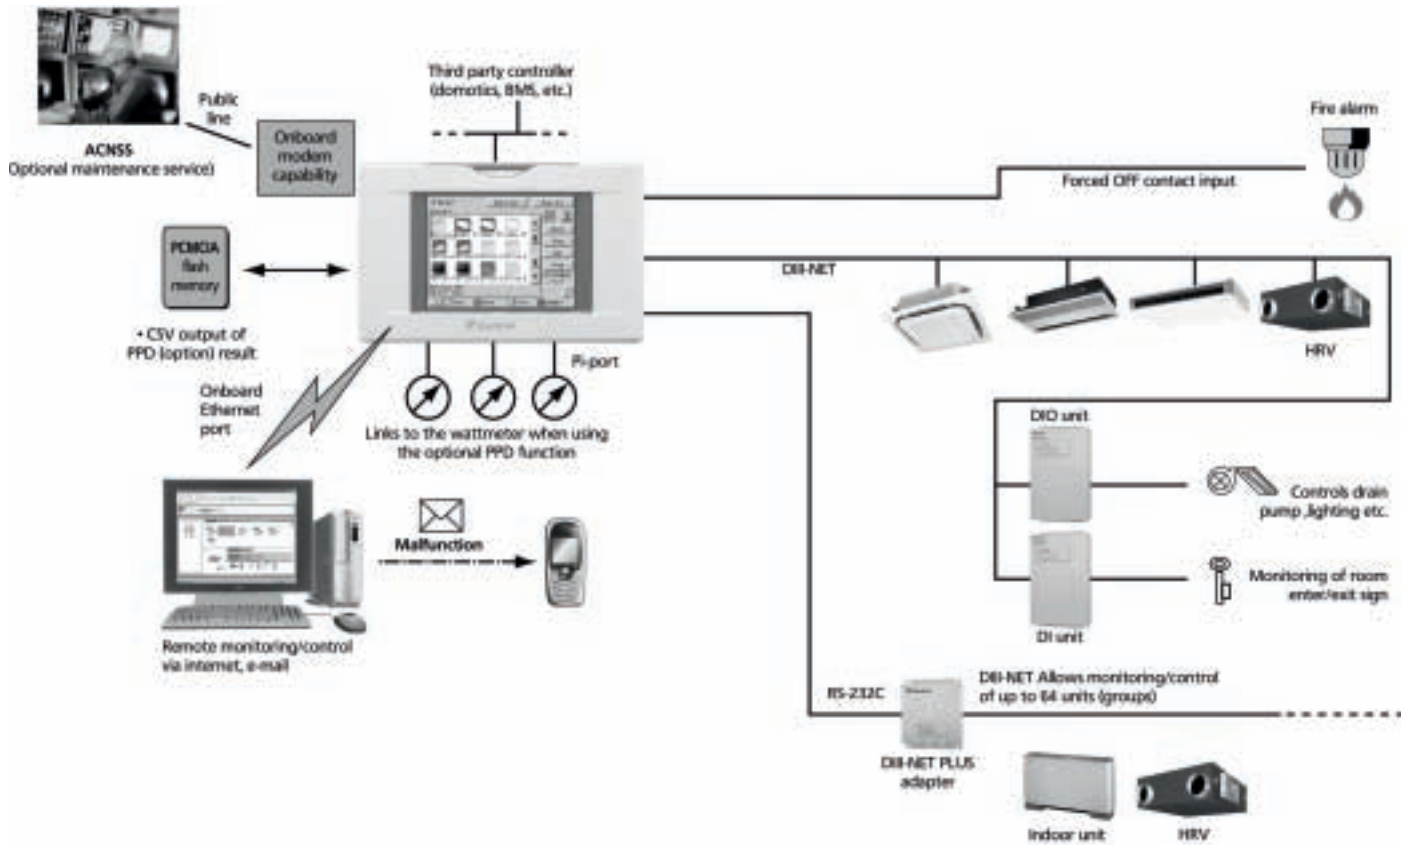 Third party controller
(domotics, BMS, etc.)
Public
line
Onboard
modem
capability
ACNSS
Optional maintenance service)
Fire alarm
Forced OFF contact input
PCMCIA
flash
memory
DIII-NET
• CSV output of
PPD (option) result
HRV
Pi-port
Onboard
Ethernet
port
Links to the wattmeter when using
the optional PPD function
DIO unit
Controls drain
pump ,lighting etc.
Malfunction
Monitoring of room
enter/exit sign
DI unit
Remote monitoring/control
via internet, e-mail
RS-232C
DIII-NET Allows monitoring/control
of up to 64 units (groups)
DIII-NET PLUS
adapter
Indoor unit
HRV